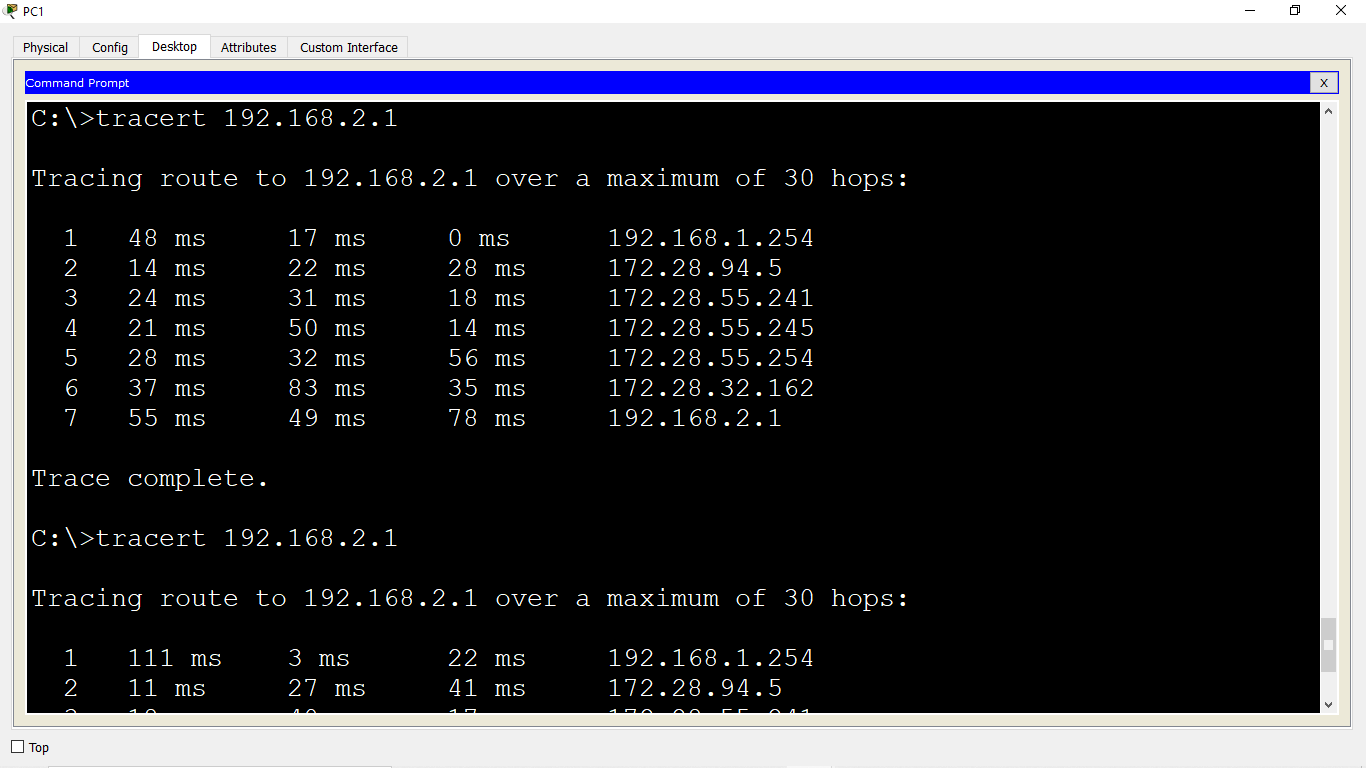 PC1
Physical Config Desktop Attributes Custom Interface
Command Prompt X
C:\>tracert 192.168.2.1
Tracing route to 192.168.2.1 over a maximum of 30 hops:
1 48 ms 17 ms 0 ms 192.168.1.254
2 14 ms 22 ms 28 ms 172.28.94.5
3 24 ms 31 ms 18 ms 172.28.55.241
4 21 ms 50 ms 14 ms 172.28.55.245
5 28 ms 32 ms 56 ms 172.28.55.254
6 37 ms 83 ms 35 ms 172.28.32.162
7 55 ms 49 ms 78 ms 192.168.2.1
Trace complete.
C:\>tracert 192.168.2.1
Tracing route to 192.168.2.1 over a maximum of 30 hops:
1 111 ms 3 ms 22 ms 192.168.1.254
2 11 ms 27 ms 41 ms 172.28.94.5
Top